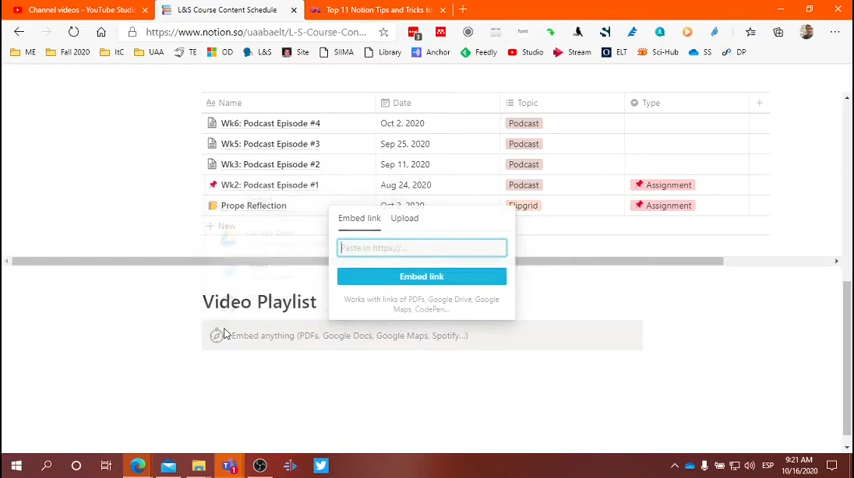 Channel videos - YouTube Studio
L&S Course Content Schedule
Top 11 Notion Tips and Tricks to
https://www.notion.so/uaabaelt/L-S-Course-Con...
ME
Fall 2020
ItC
UAA
TE
OD
L&S
Site
SIIMA
Library
Anchor
Feedly
Studio
Stream
ELT
Sci-Hub
SS
DP
Name
Date
Topic
Type
Wk6: Podcast Episode #4
Oct 2, 2020
Podcast
Wk5: Podcast Episode #3
Sep 25, 2020
Podcast
Wk3: Podcast Episode #2
Sep 11, 2020
Podcast
Wk2: Podcast Episode #1
Aug 24, 2020
Podcast
Assignment
Prope Reflection
Oct 2, 2020
Flipgrid
Assignment
New
Embed link
Upload
Paste in https://...
Embed link
Works with links of PDFs, Google Drive, Google
Maps, CodePen...
Video Playlist
Embed anything (PDFs, Google Docs, Google Maps, Spotify...)
ESP
9:21 AM
10/16/2020